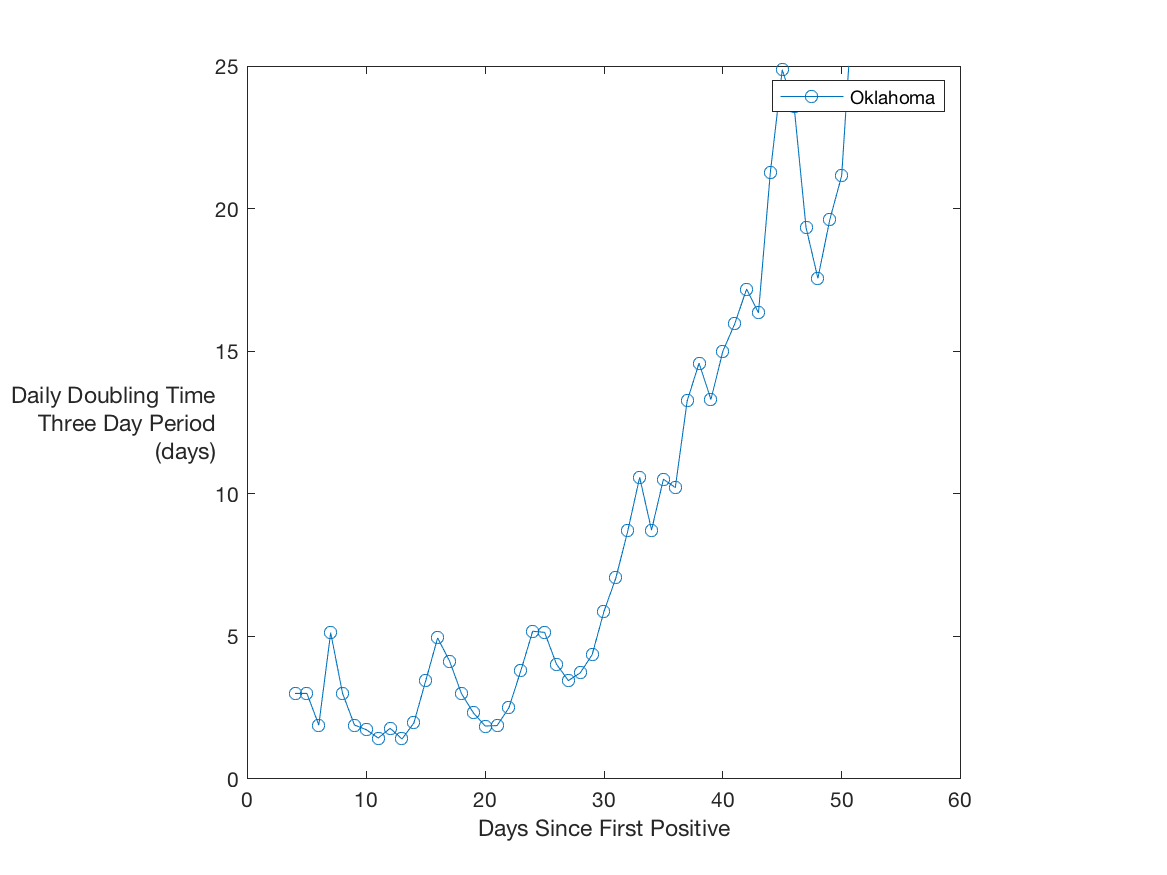 25
20
15
10
5
0
Daily Doubling Time
Three Day Period
(days)
Oklahoma
0 10 20 30 40 50 60
Days Since First Positive